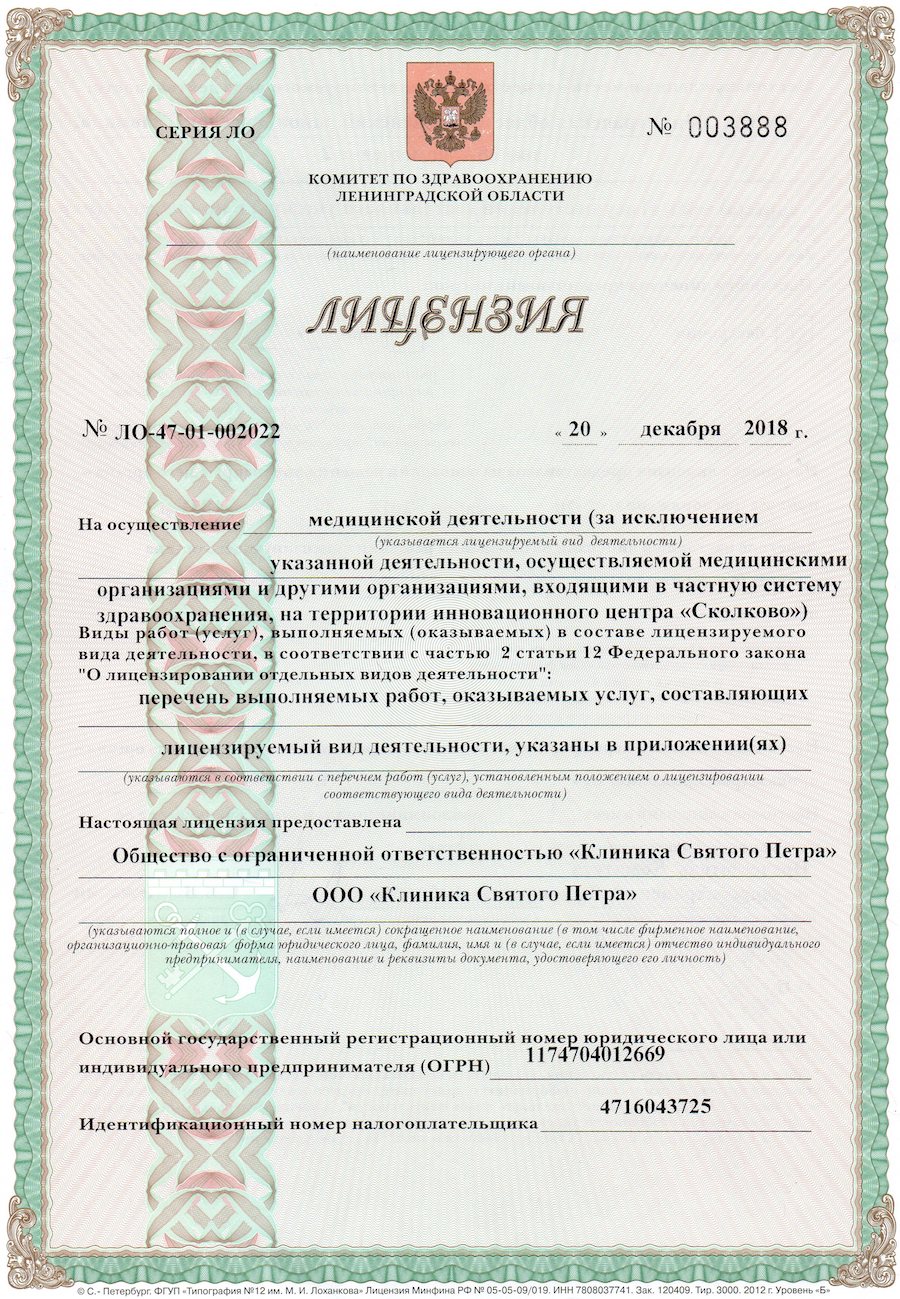 СЕРИЯ ЛО
№ 003888
КОМИТЕТ ПО ЗДРАВООХРАНЕНИЮ
ЛЕНИНГРАДСКОЙ ОБЛАСТИ
(наименование лицензирующего органа)
ЛИЦЕНЗИЯ
№ ЛО-47-01-002022
« 20 » декабря 2018 г.
На осуществление медицинской деятельности (за исключением
(указывается лицензируемый вид деятельности)
указанной деятельности, осуществляемой медицинскими
организациями и другими организациями, входящими в частную систему
здравоохранения, на территории инновационного центра «Сколково»)
Виды работ (услуг), выполняемых (оказываемых) в составе лицензируемого
вида деятельности, в соответствии с частью 2 статьи 12 Федерального закона
"О лицензировании отдельных видов деятельности":
перечень выполняемых работ, оказываемых услуг, составляющих
лицензируемый вид деятельности, указаны в приложении(ях)
(указываются в соответствии с перечнем работ (услуг), установленным положением о лицензировании
соответствующего вида деятельности)
Настоящая лицензия предоставлена
Общество с ограниченной ответственностью «Клиника Святого Петра»
ООО «Клиника Святого Петра»
(указываются полное и (в случае, если имеется) сокращенное наименование (в том числе фирменное наименование,
организационно-правовая форма юридического лица, фамилия, имя и (в случае, если имеется) отчество индивидуального
предпринимателя, наименование и реквизиты документа, удостоверяющего его личность)
Основной государственный регистрационный номер юридического лица или
индивидуального предпринимателя (ОГРН) 1174704012669
Идентификационный номер налогоплательщика 4716043725
© С.- Петербург. ФГУП «Типография №12 им. М. И. Лоханкова» Лицензия Минфина РФ № 05-05-09/019. ИНН 7808037741. Зак. 120409. Тир. 3000. 2012 г. Уровень «Б»